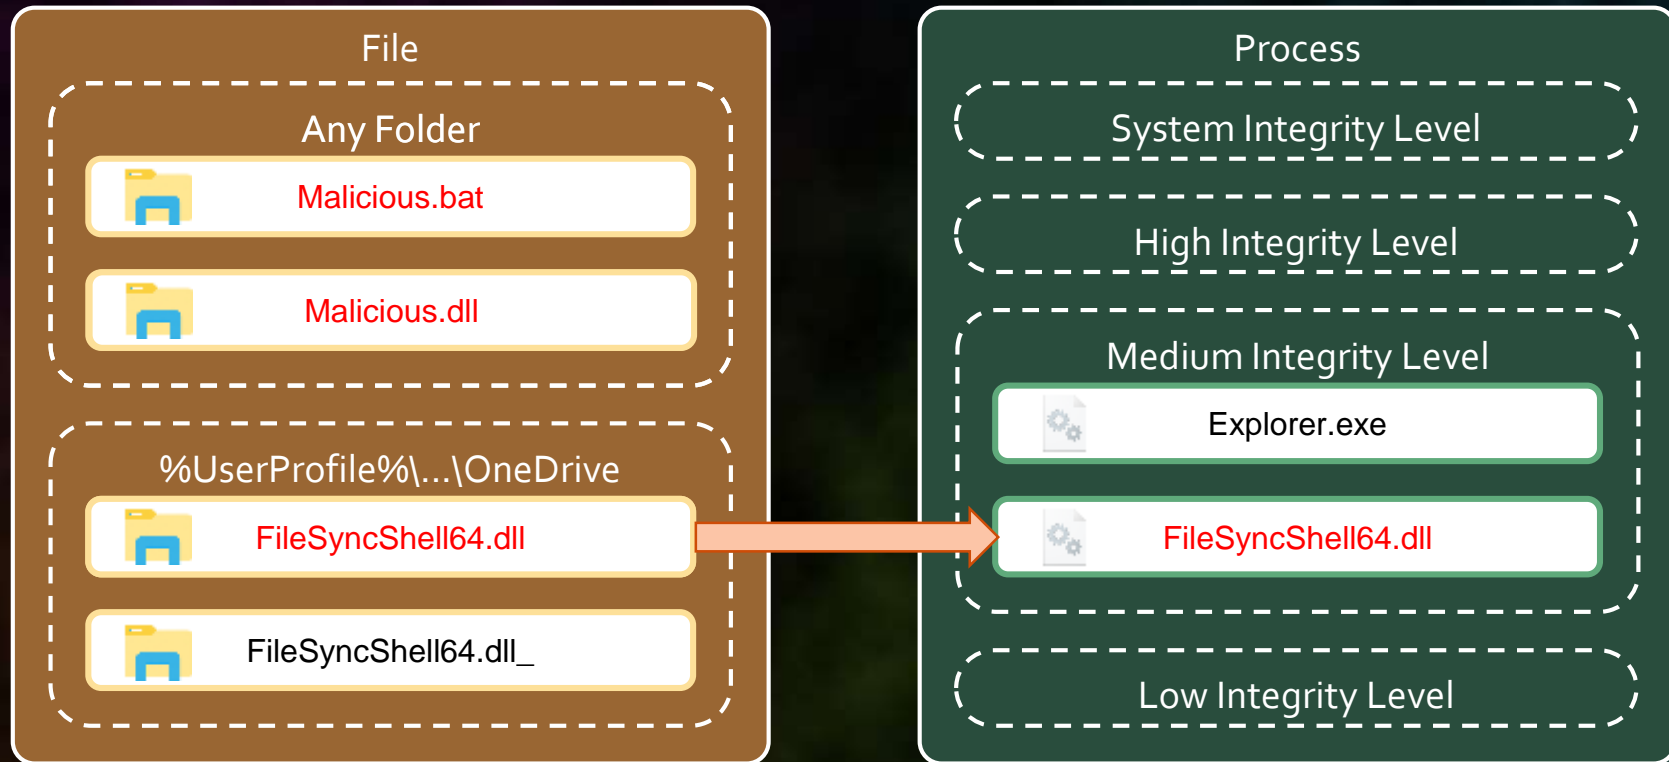 File
Any Folder
Malicious.bat
Malicious.dll
%UserProfile%\...\OneDrive
FileSyncShell64.dll
FileSyncShell64.dll_
Process
System Integrity Level
High Integrity Level
Medium Integrity Level
Explorer.exe
FileSyncShell64.dll
Low Integrity Level